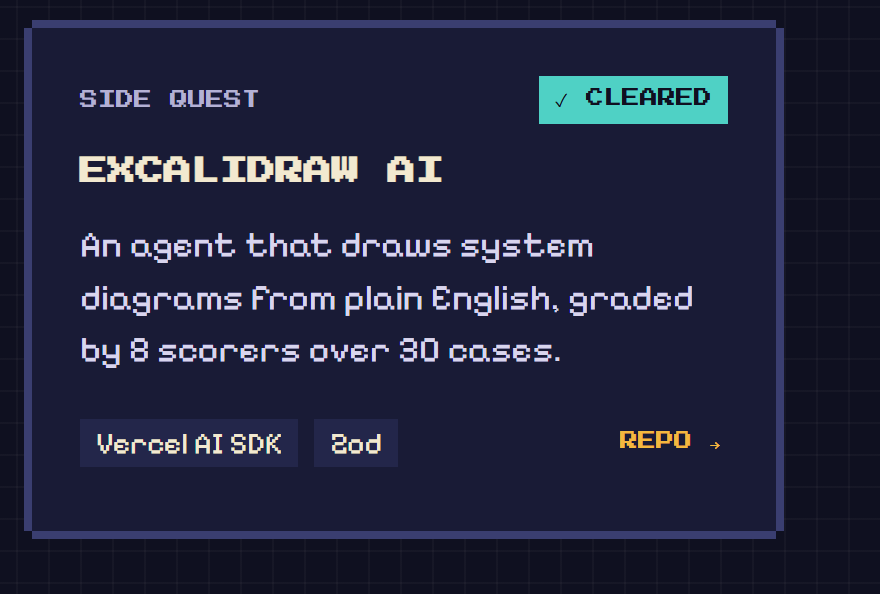 SIDE QUEST
✓ CLEARED
EXCALIDRAW AI
An agent that draws system
diagrams from plain English, graded
by 8 scorers over 30 cases.
Vercel AI SDK
Zod
REPO →